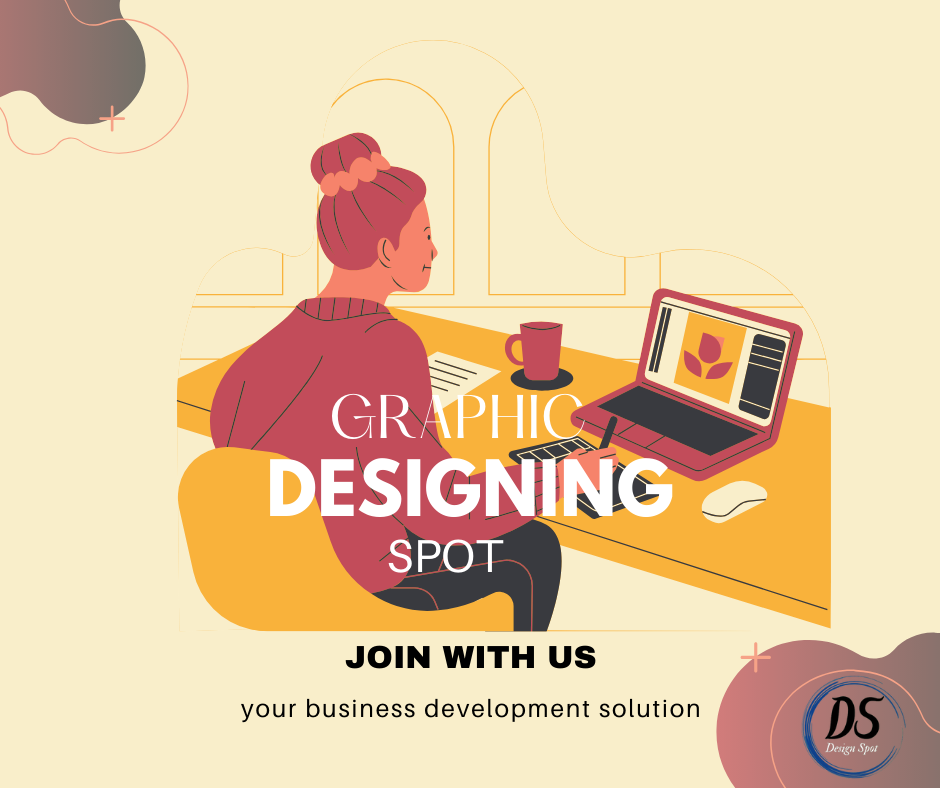 GRAPHIC
DESIGNING
SPOT
JOIN WITH US
your business development solution
DS
Design Spot